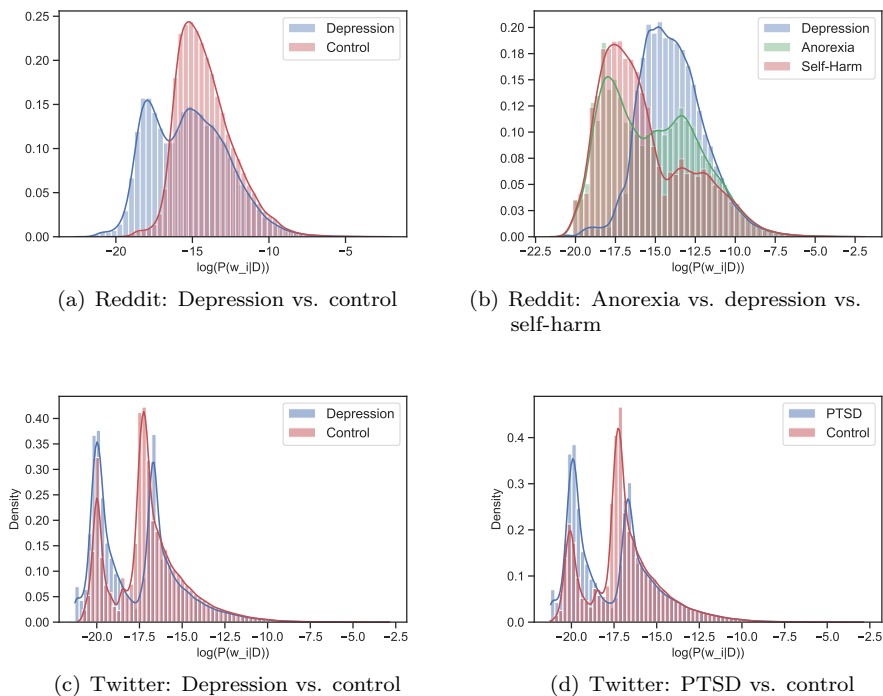 0.25
0.20
0.15
0.10
0.05
0.00
−20
−15
−10
−5
log(P(w_i|D))
Depression
Control
(a) Reddit: Depression vs. control
0.20
0.18
0.15
0.12
0.10
0.08
0.05
0.03
0.00
−22.5
−20.0
−17.5
−15.0
−12.5
−10.0
−7.5
−5.0
−2.5
log(P(w_i|D))
Depression
Anorexia
Self-Harm
(b) Reddit: Anorexia vs. depression vs.
self-harm
Density
0.40
0.35
0.30
0.25
0.20
0.15
0.10
0.05
0.00
−20.0
−17.5
−15.0
−12.5
−10.0
−7.5
−5.0
−2.5
log(P(w_i|D))
Depression
Control
(c) Twitter: Depression vs. control
Density
0.4
0.3
0.2
0.1
0.0
−20.0
−17.5
−15.0
−12.5
−10.0
−7.5
−5.0
−2.5
log(P(w_i|D))
PTSD
Control
(d) Twitter: PTSD vs. control